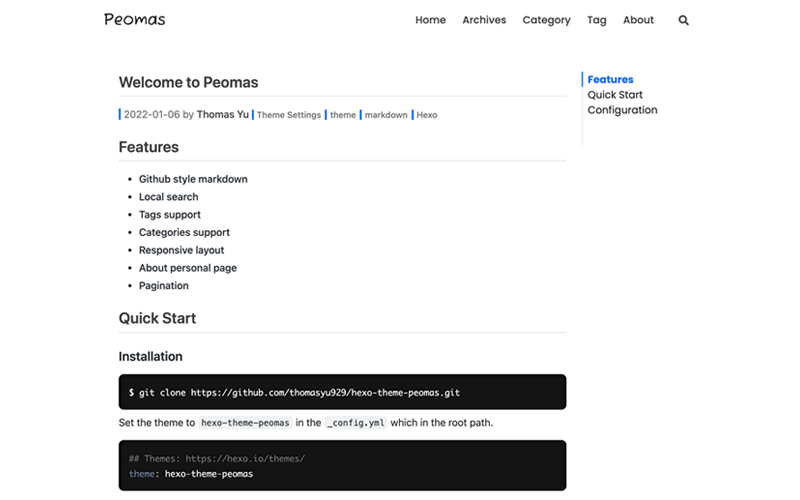 Peomas
Home Archives Category Tag About
Welcome to Peomas
2022-01-06 by Thomas Yu Theme Settings theme markdown Hexo
Features
Github style markdown
Local search
Tags support
Categories support
Responsive layout
About personal page
Pagination
Quick Start
Installation
$ git clone https://github.com/thomasyu929/hexo-theme-peomas.git
Set the theme to hexo-theme-peomas in the _config.yml which in the root path.
## Themes: https://hexo.io/themes/
theme: hexo-theme-peomas
Features
Quick Start
Configuration